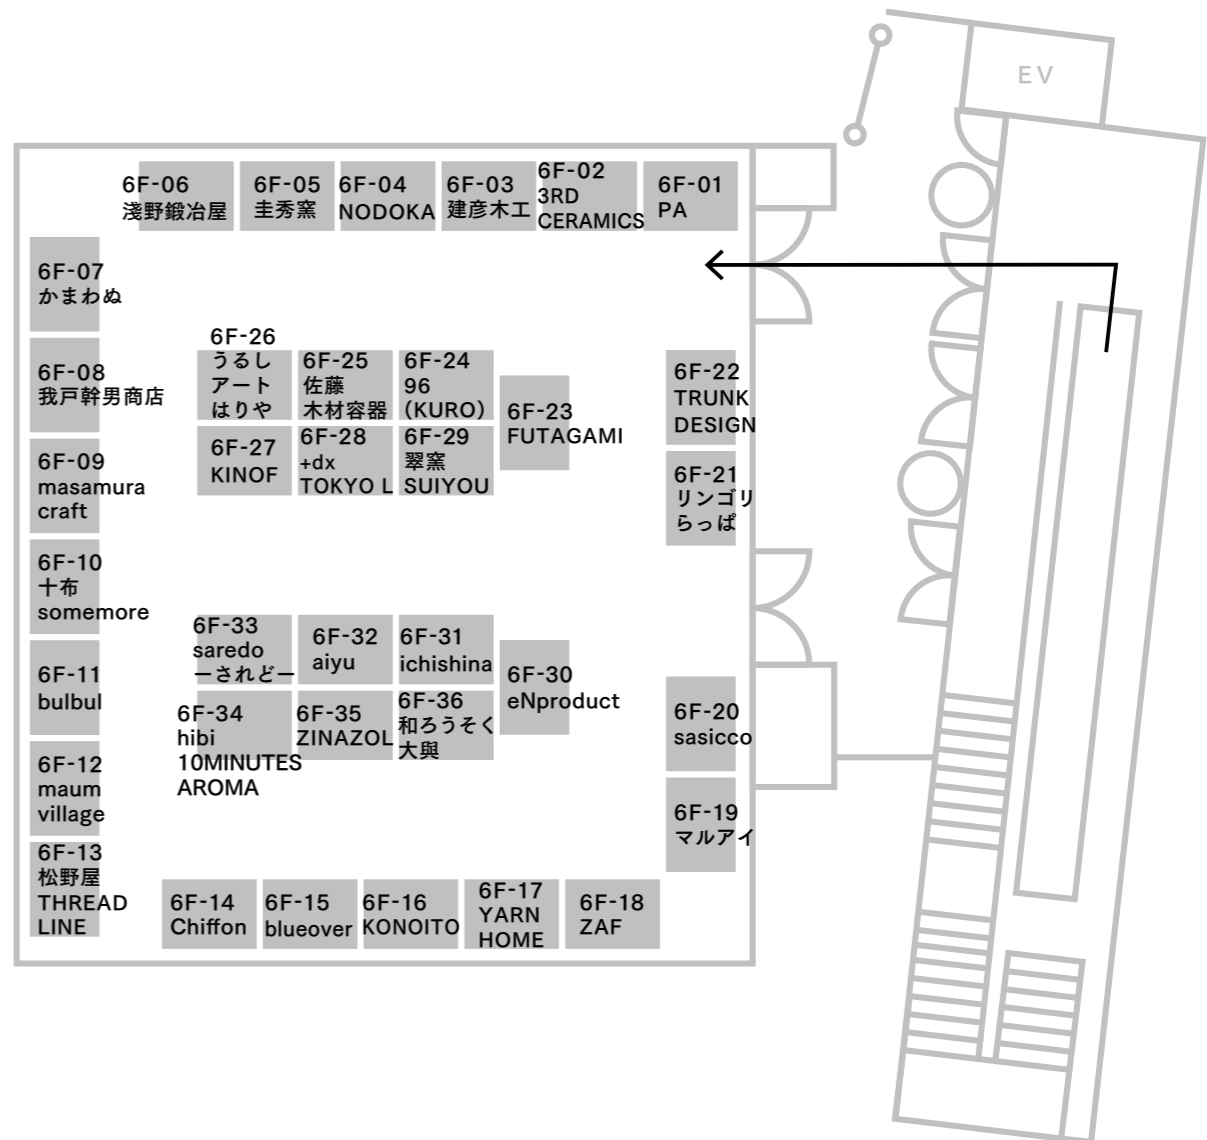 EV
6F-06
淺野鍛冶屋
6F-05
圭秀窯
6F-04
NODOKA
6F-03
建彦木工
6F-02
3RD
CERAMICS
6F-01
PA
6F-07
かまわぬ
6F-08
我戸幹男商店
6F-09
masamura
craft
6F-10
十布
somemore
6F-11
bulbul
6F-12
maum
village
6F-13
松野屋
THREAD
LINE
6F-26
うるし
アート
はりや
6F-25
佐藤
木材容器
6F-24
96
(KURO)
6F-23
FUTAGAMI
6F-27
KINOF
6F-28
+dx
TOKYO L
6F-29
翠窯
SUIYOU
6F-22
TRUNK
DESIGN
6F-21
リンゴリ
らっぱ
6F-33
saredo
ーされどー
6F-32
aiyu
6F-31
ichishina
6F-30
eNproduct
6F-34
hibi
10MINUTES
AROMA
6F-35
ZINAZOL
6F-36
和ろうそく
大與
6F-20
sasicco
6F-19
マルアイ
6F-14
Chiffon
6F-15
blueover
6F-16
KONOITO
6F-17
YARN
HOME
6F-18
ZAF